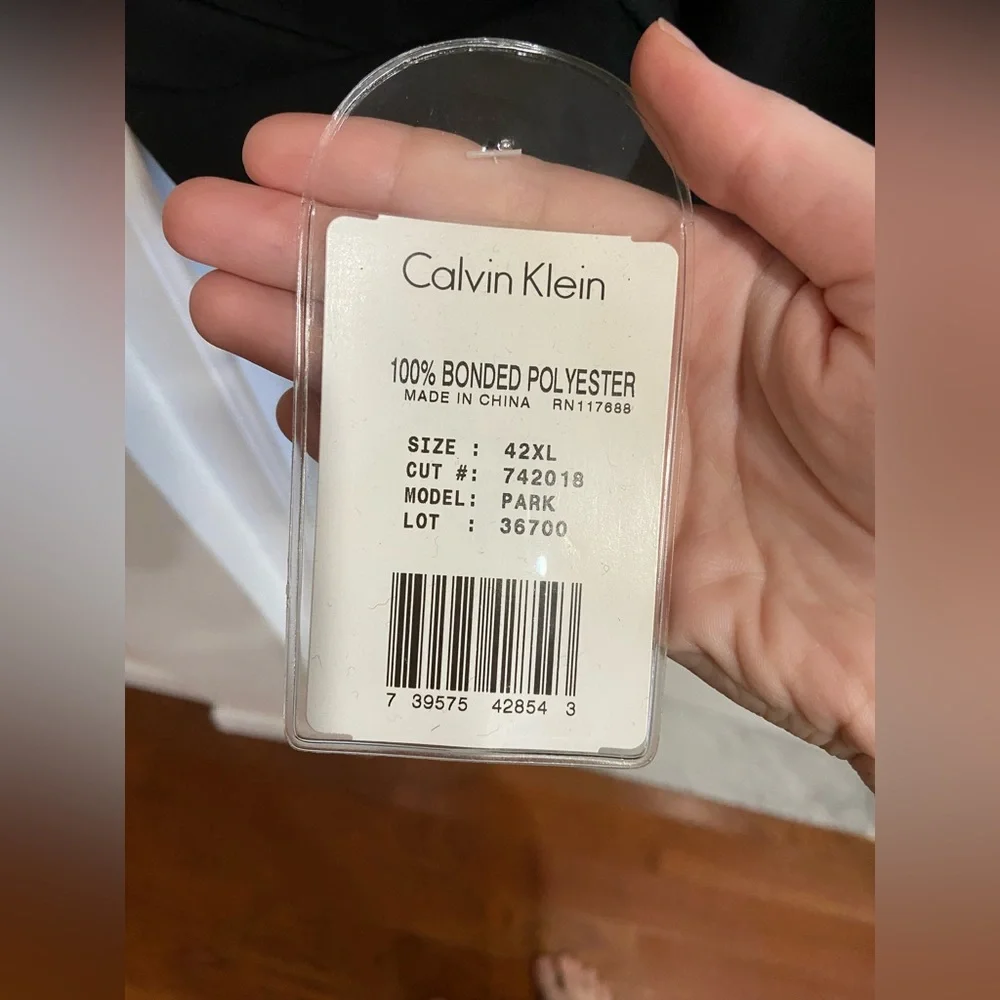 Calvin Klein
100% BONDED POLYESTER
MADE IN CHINA RN117688
SIZE : 42XL
CUT #: 742018
MODEL: PARK
LOT : 36700
7 39575 42854 3